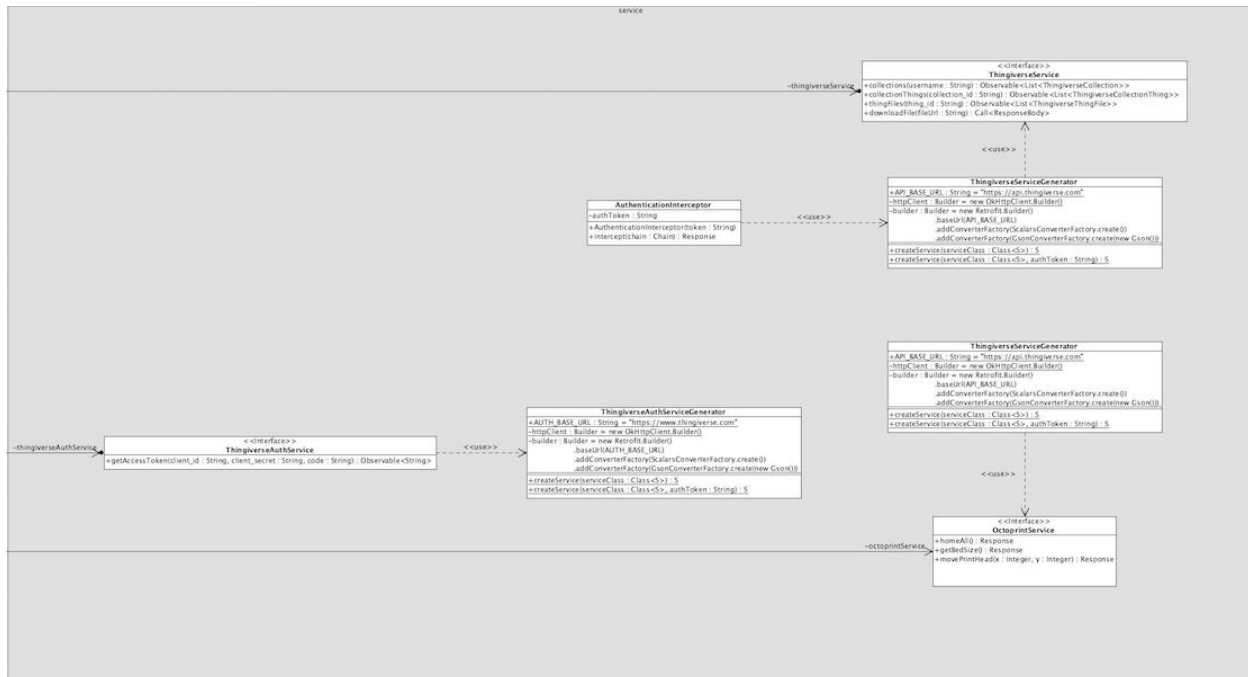 service
<<Interface>>
ThingiverseService
+collections(username : String) : Observable<List<ThingiverseCollection>>
+collectionThings(collection_id : String) : Observable<List<ThingiverseCollectionThing>>
+thingFiles(thing_id : String) : Observable<List<ThingiverseThingFile>>
+downloadFile(fileUrl : String) : Call<ResponseBody>
-thingiverseService
<<use>>
ThingiverseServiceGenerator
+API_BASE_URL : String = "https://api.thingiverse.com"
-httpClient : Builder = new OkHttpClient.Builder()
-builder : Builder = new Retrofit.Builder()
.baseUrl(API_BASE_URL)
.addConverterFactory(ScalarsConverterFactory.create())
.addConverterFactory(GsonConverterFactory.create(new Gson()))
+createService(serviceClass : Class<S>) : S
+createService(serviceClass : Class<S>, authToken : String) : S
AuthenticationInterceptor
-authToken : String
+AuthenticationInterceptor(token : String)
+intercept(chain : Chain) : Response
<<use>>
ThingiverseServiceGenerator
+API_BASE_URL : String = "https://api.thingiverse.com"
-httpClient : Builder = new OkHttpClient.Builder()
-builder : Builder = new Retrofit.Builder()
.baseUrl(API_BASE_URL)
.addConverterFactory(ScalarsConverterFactory.create())
.addConverterFactory(GsonConverterFactory.create(new Gson()))
+createService(serviceClass : Class<S>) : S
+createService(serviceClass : Class<S>, authToken : String) : S
ThingiverseAuthServiceGenerator
+AUTH_BASE_URL : String = "https://www.thingiverse.com"
-httpClient : Builder = new OkHttpClient.Builder()
-builder : Builder = new Retrofit.Builder()
.baseUrl(AUTH_BASE_URL)
.addConverterFactory(ScalarsConverterFactory.create())
.addConverterFactory(GsonConverterFactory.create(new Gson()))
+createService(serviceClass : Class<S>) : S
+createService(serviceClass : Class<S>, authToken : String) : S
-thingiverseAuthService
<<Interface>>
ThingiverseAuthService
+getAccessToken(client_id : String, client_secret : String, code : String) : Observable<String>
<<use>>
<<use>>
-octoprintService
<<Interface>>
OctoprintService
+homeAll() : Response
+getBedSize() : Response
+movePrintHead(x : Integer, y : Integer) : Response